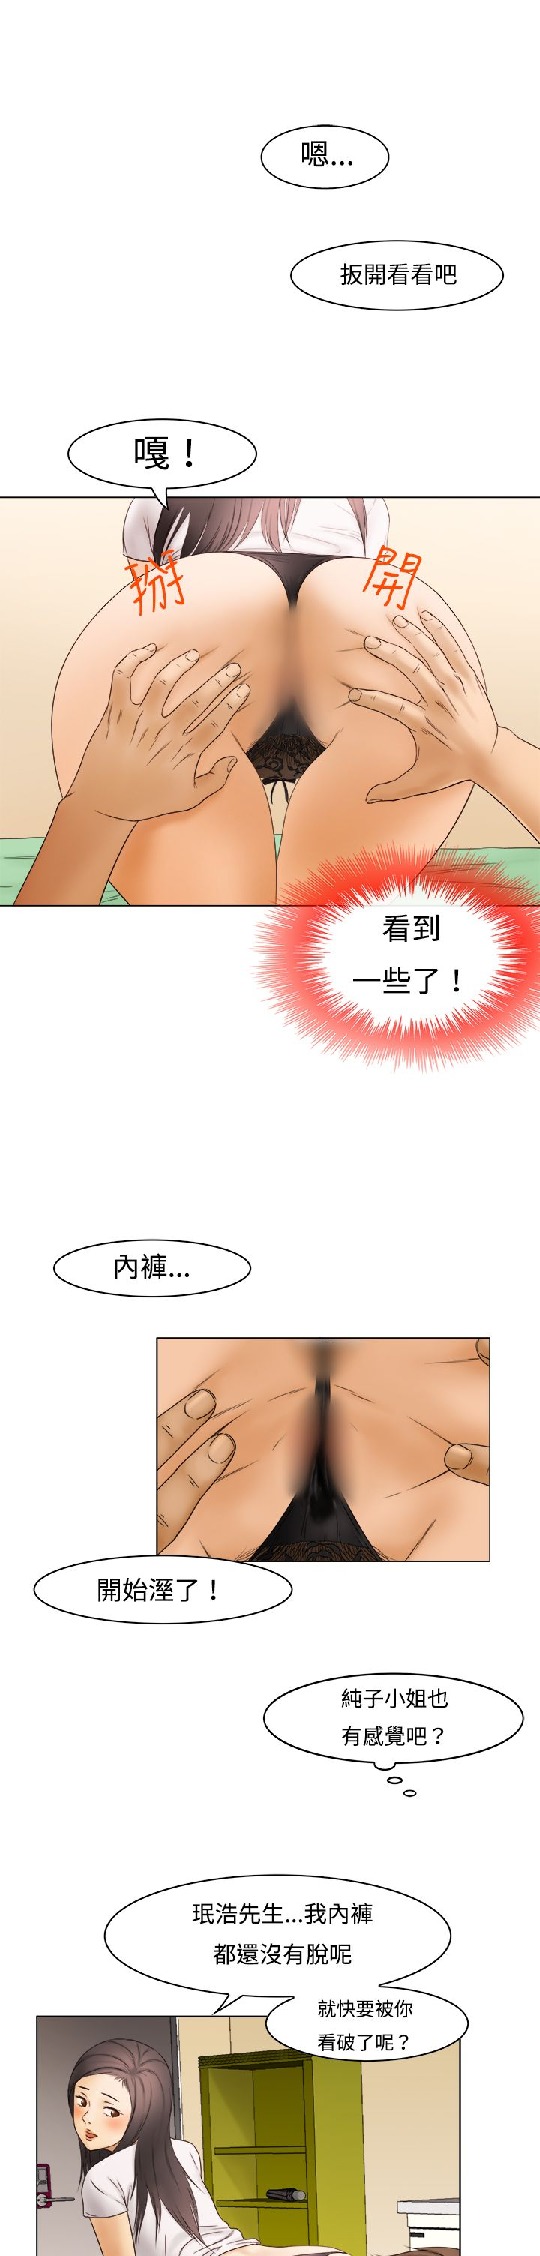 嗯...
扳開看看吧
嘎！
掰開
看到
一些了！
內褲...
開始溼了！
純子小姐也
有感覺吧？
珉浩先生...我內褲
都還沒有脫呢
就快要被你
看破了呢？